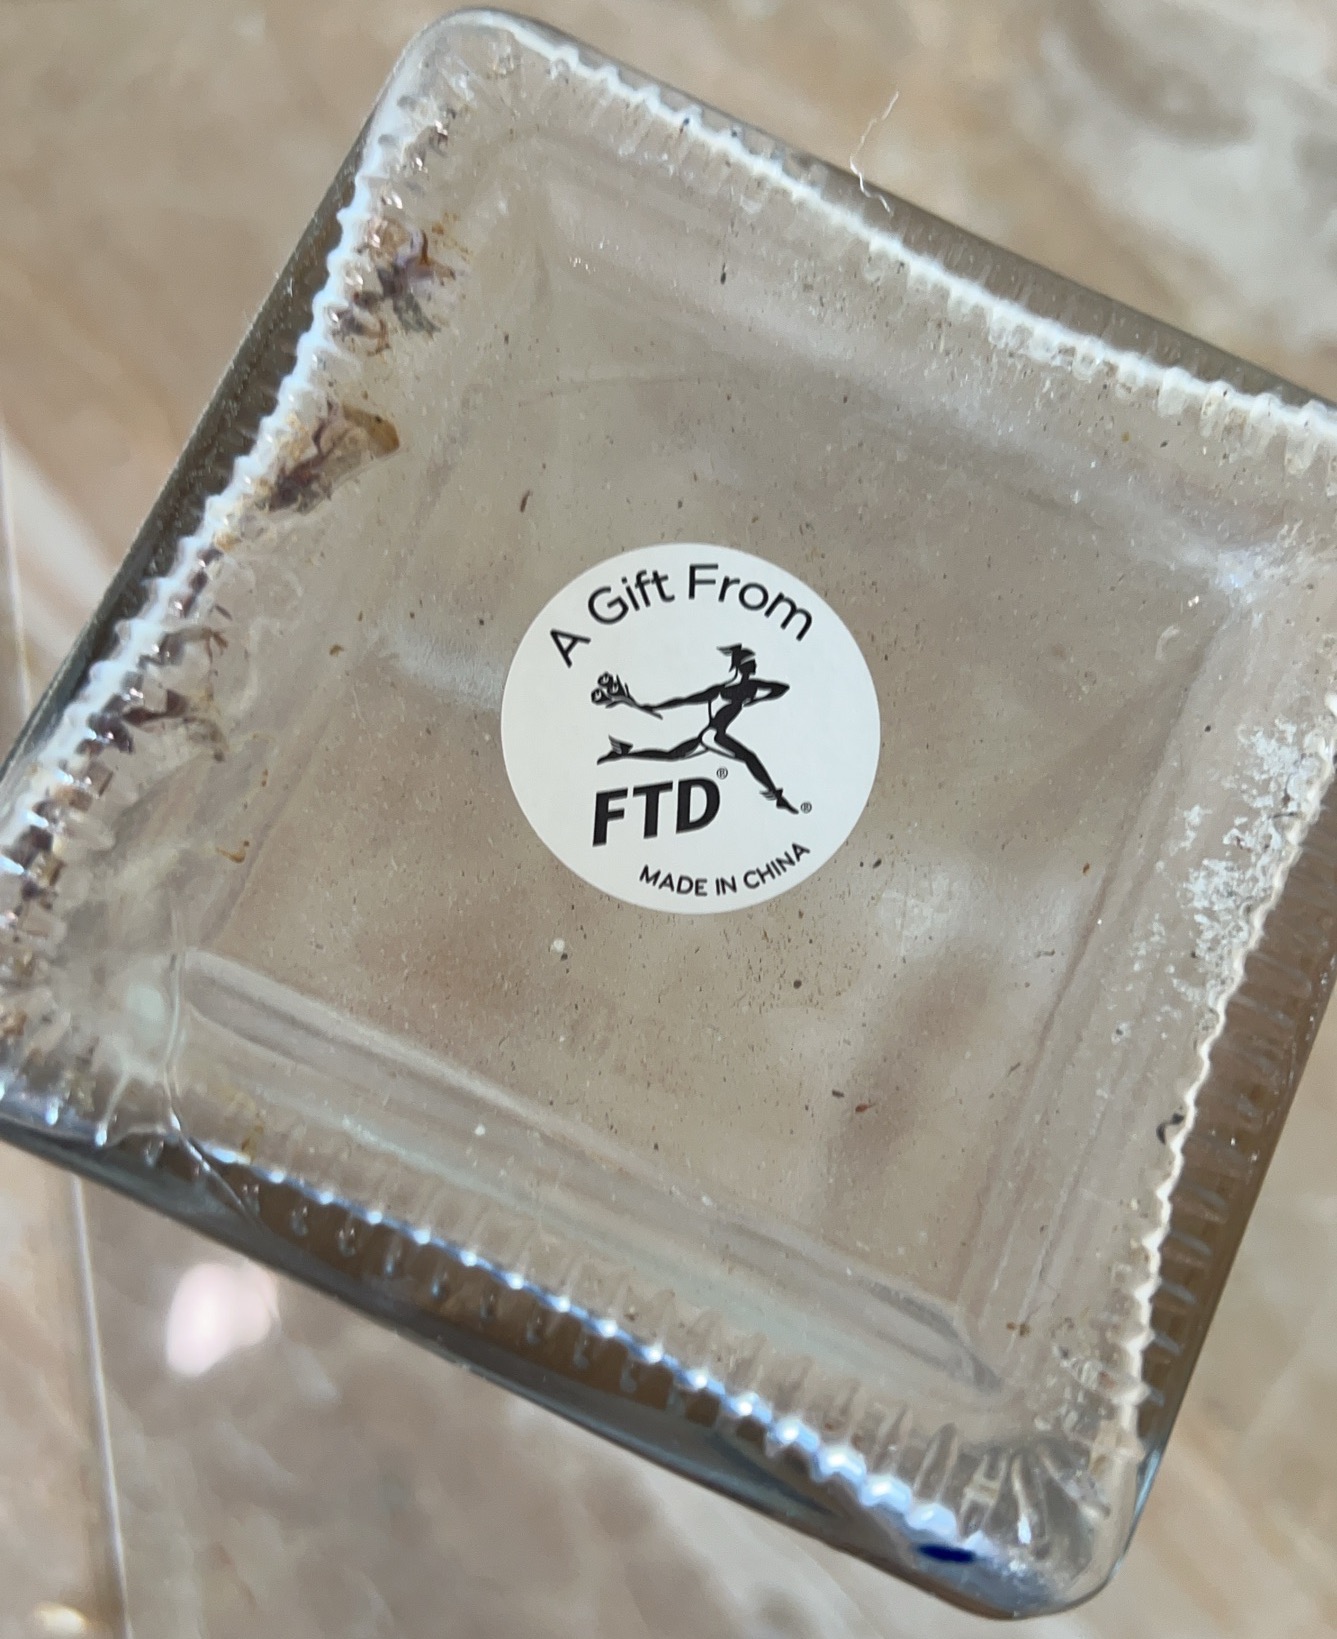 A Gift From
FTD®
®
MADE IN CHINA